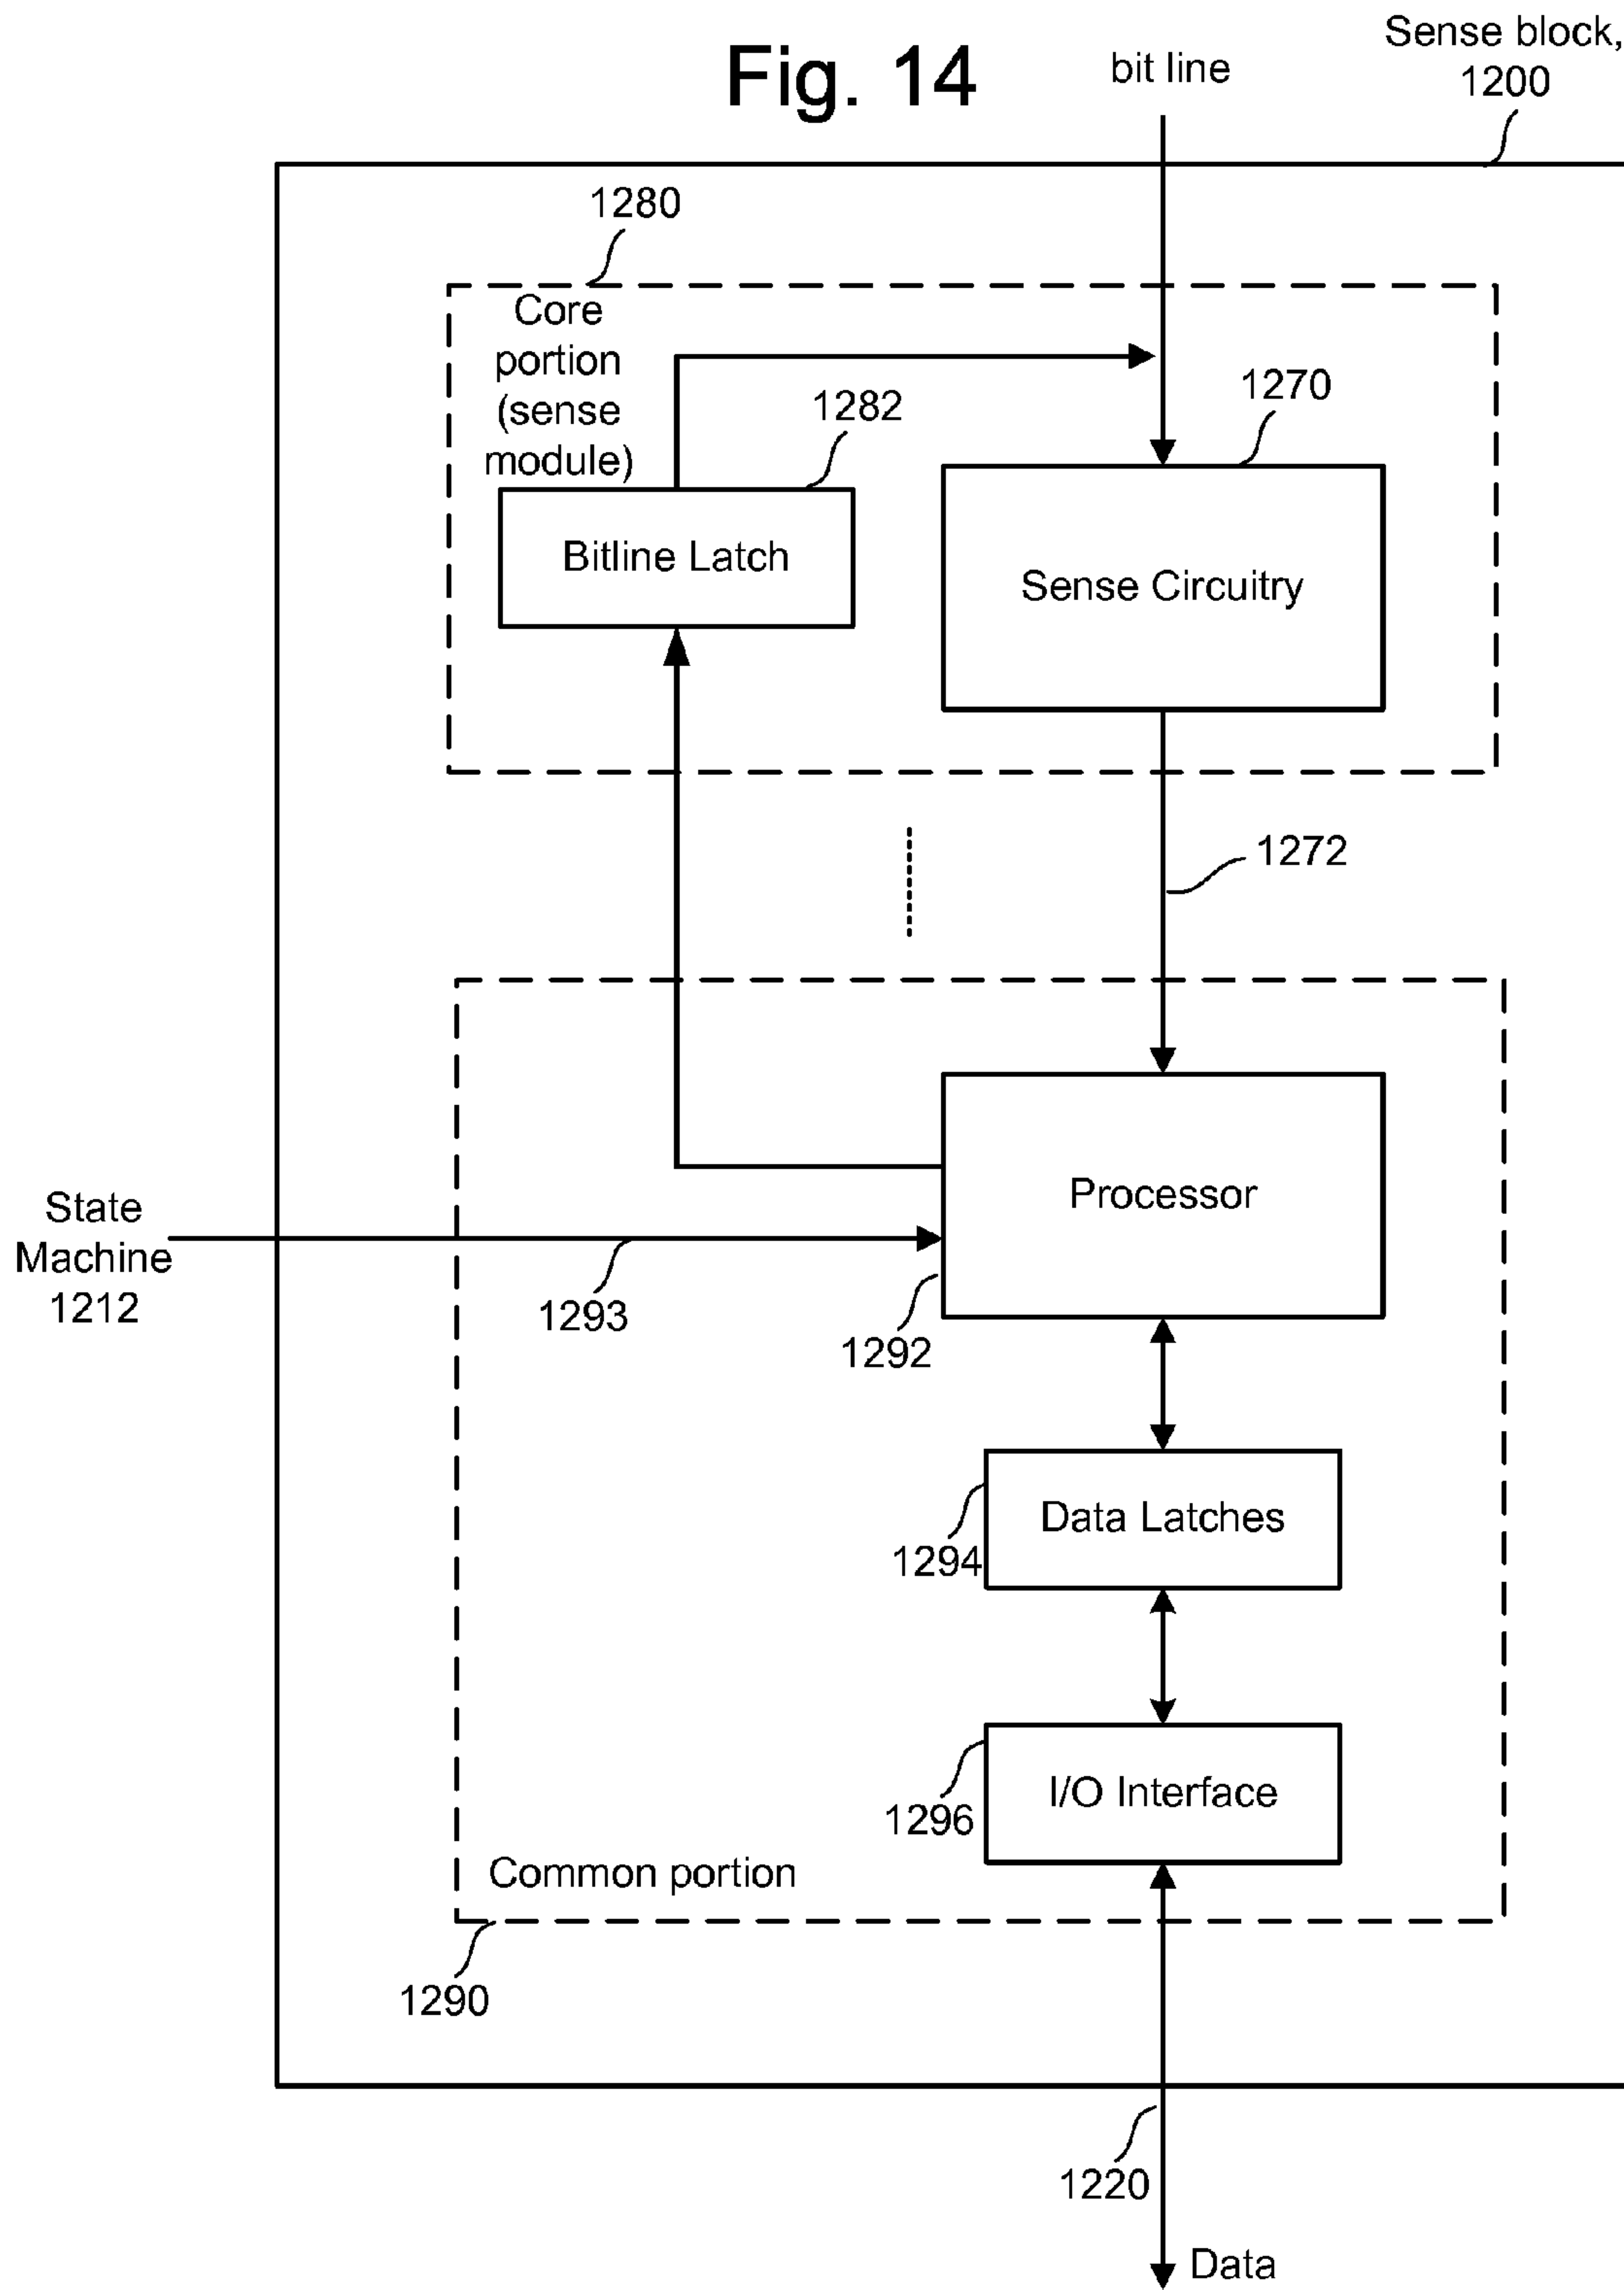 Fig. 14
bit line
Sense block,
1200
1280
Core
portion
(sense
module)
1282
1270
Bitline Latch
Sense Circuitry
1272
Processor
State
Machine
1212
1293
1292
Data Latches
1294
I/O Interface
1296
Common portion
1290
1220
Data